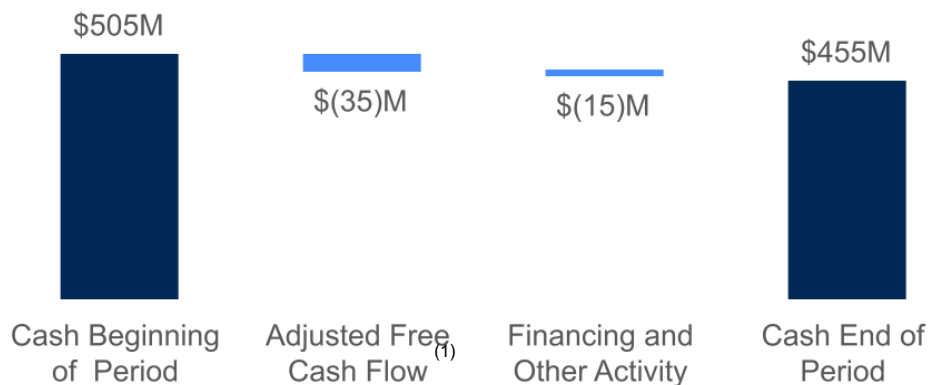 $505M
$(35)M
$(15)M
$455M
Cash Beginning
of Period
Adjusted Free
Cash Flow (1)
Financing and
Other Activity
Cash End of
Period